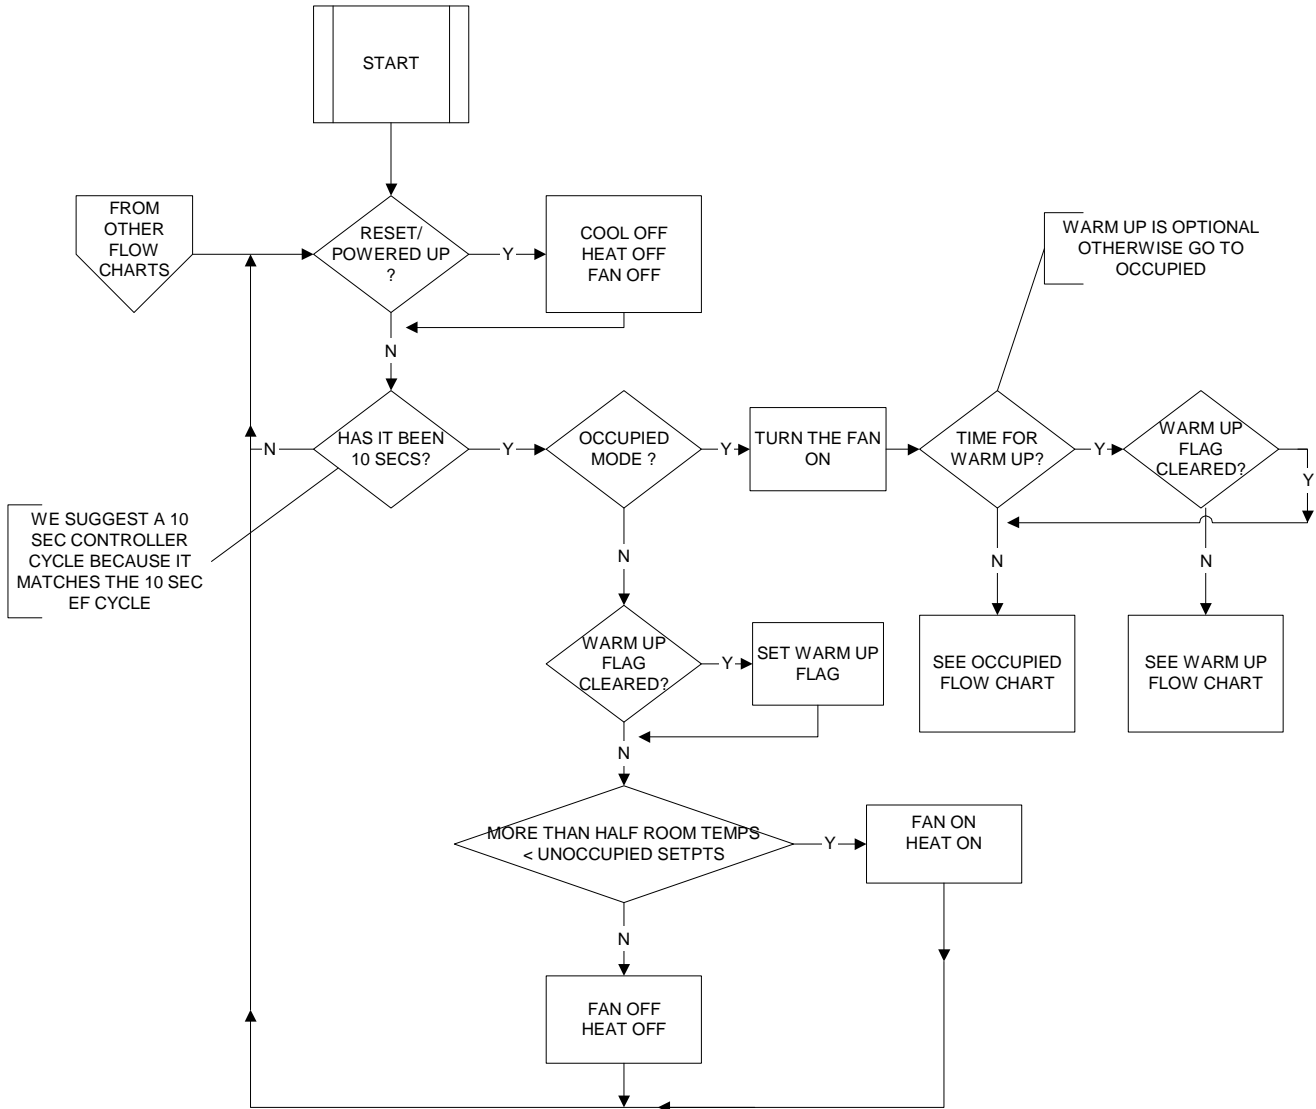 START
FROM
OTHER
FLOW
CHARTS
RESET/
POWERED UP
?
Y
COOL OFF
HEAT OFF
FAN OFF
WARM UP IS OPTIONAL
OTHERWISE GO TO
OCCUPIED
N
N
HAS IT BEEN
10 SECS?
Y
OCCUPIED
MODE ?
Y
TURN THE FAN
ON
TIME FOR
WARM UP?
Y
WARM UP
FLAG
CLEARED?
Y
WE SUGGEST A 10
SEC CONTROLLER
CYCLE BECAUSE IT
MATCHES THE 10 SEC
EF CYCLE
N
N
N
WARM UP
FLAG
CLEARED?
Y
SET WARM UP
FLAG
SEE OCCUPIED
FLOW CHART
SEE WARM UP
FLOW CHART
N
MORE THAN HALF ROOM TEMPS
< UNOCCUPIED SETPTS
Y
FAN ON
HEAT ON
N
FAN OFF
HEAT OFF